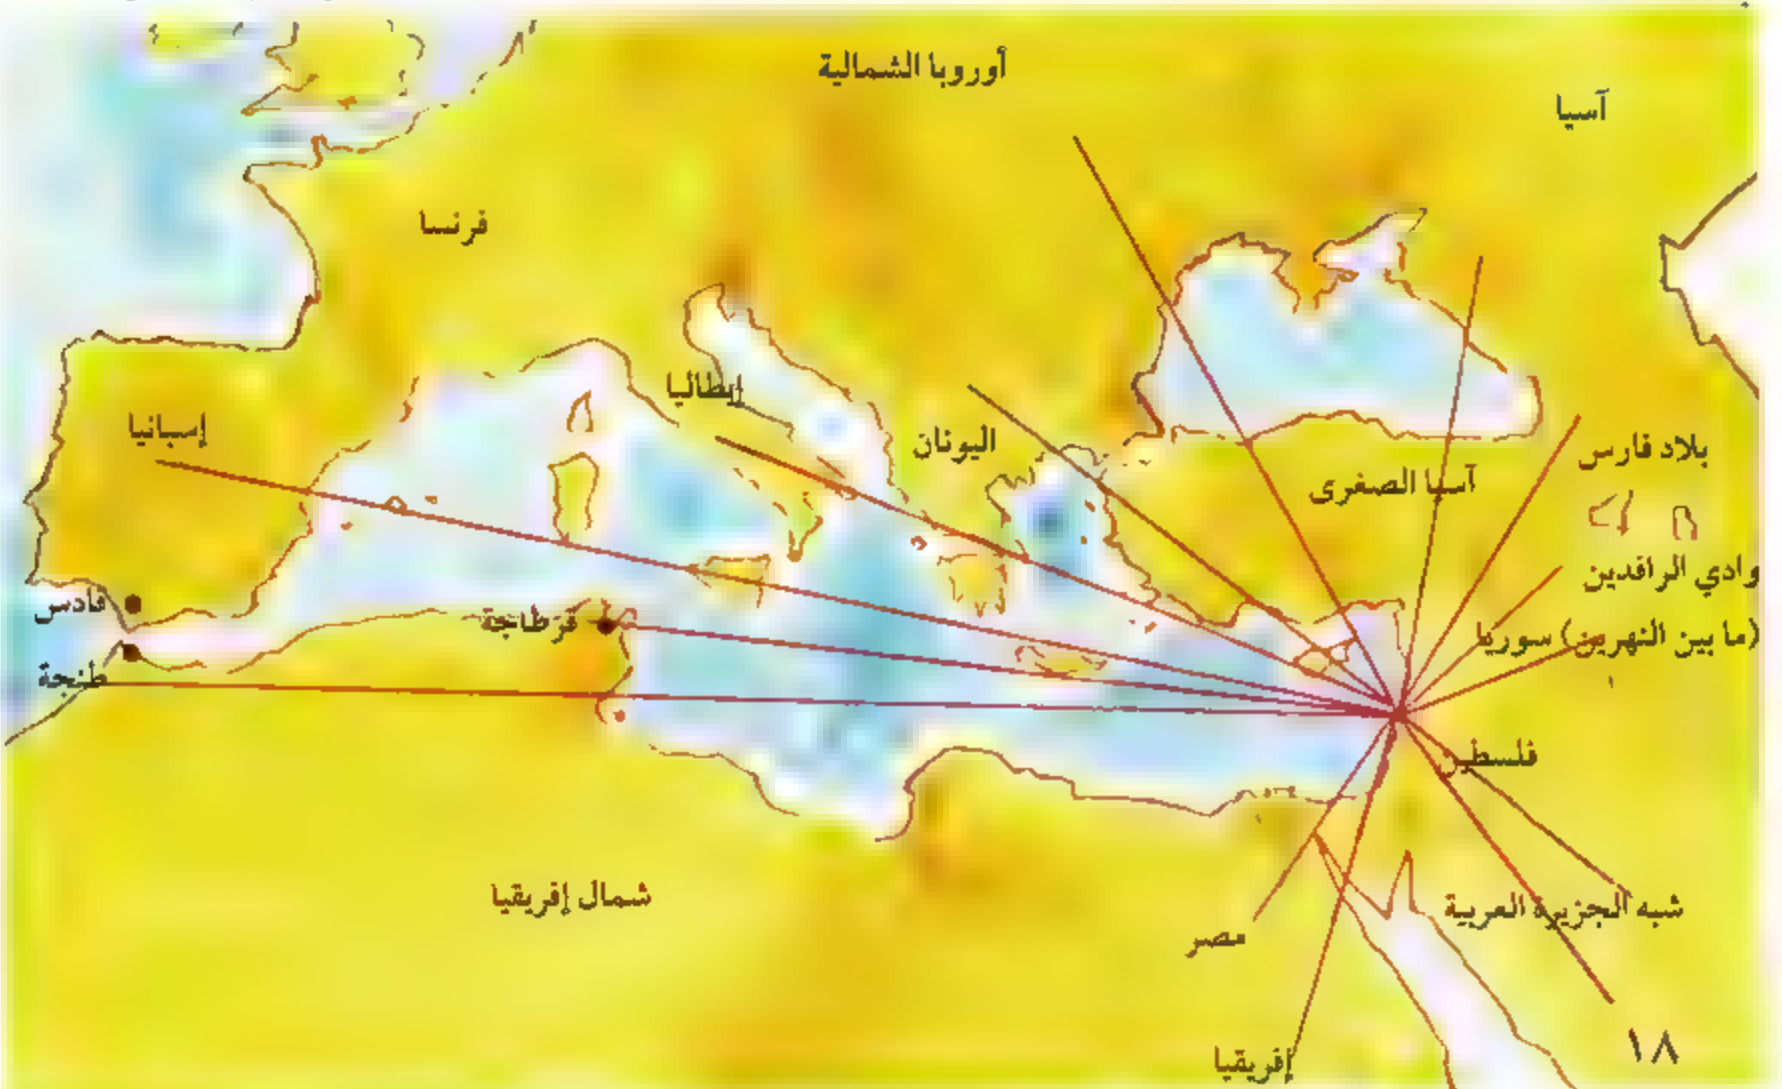 أوروبا الشمالية
آسيا
فرنسا
إيطاليا
إسبانيا
اليونان
بلاد فارس
آسيا الصغرى
وادي الرافدين
(ما بين النهرين) سوريا
قادس
قرطاجة
طنجة
فلسطين
شمال إفريقيا
شبه الجزيرة العربية
مصر
إفريقيا
١٨